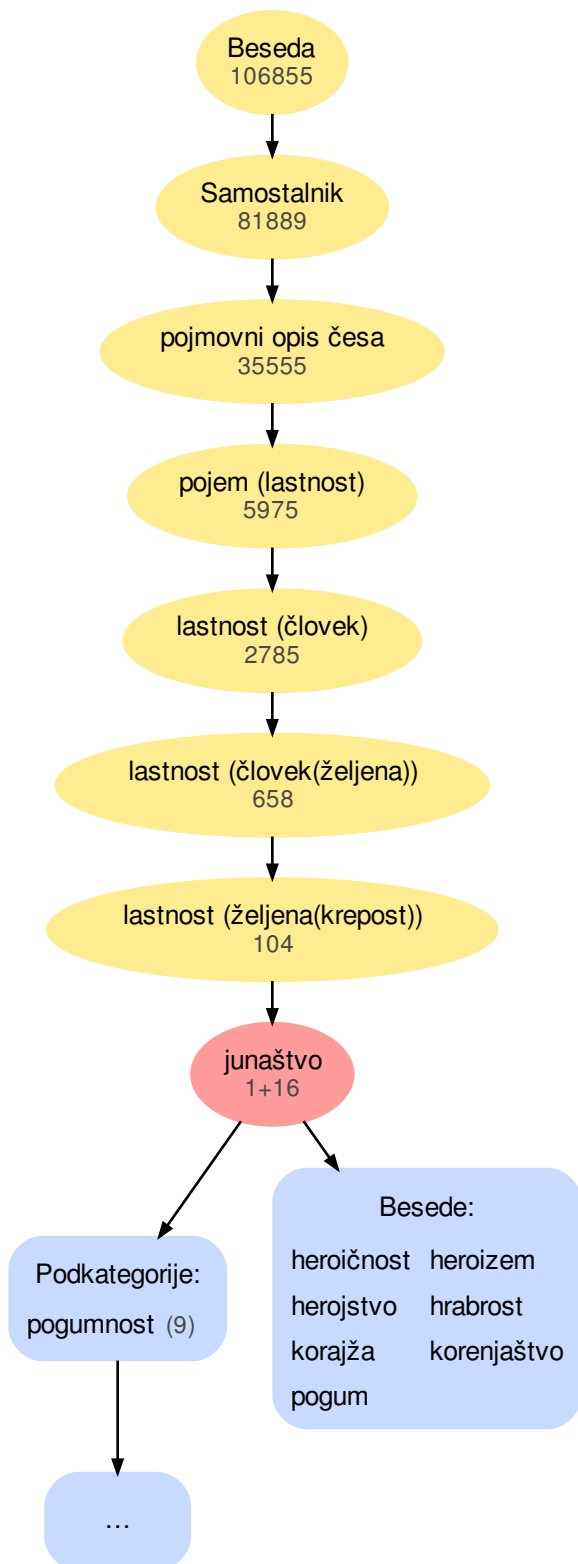 Beseda
106855
Samostalnik
81889
pojmovni opis česa
35555
pojem (lastnost)
5975
lastnost (človek)
2785
lastnost (človek(željena))
658
lastnost (željena(krepost))
104
junaštvo
1+16
Besede:
heroičnost heroizem
herojstvo hrabrost
korajža korenjaštvo
pogum
Podkategorije:
pogumnost (9)
...